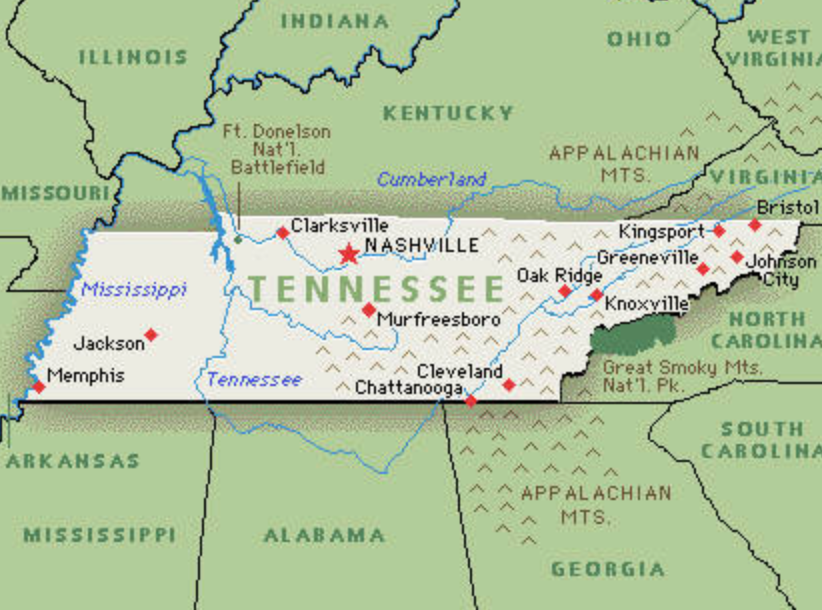 INDIANA
OHIO
WEST
VIRGINIA
ILLINOIS
KENTUCKY
Ft. Donelson
Nat'l.
Battlefield
APPALACHIAN
MTS.
Cumberland
VIRGINIA
MISSOURI
Bristol
Clarksville
Kingsport
NASHVILLE
Greeneville
Johnson
City
Oak Ridge
TENNESSEE
Mississippi
Knoxville
Murfreesboro
NORTH
CAROLINA
Jackson
Great Smoky Mts.
Nat'l. Pk.
Memphis
Tennessee
Cleveland
Chattanooga
SOUTH
CAROLINA
ARKANSAS
APPALACHIAN
MTS.
MISSISSIPPI
ALABAMA
GEORGIA